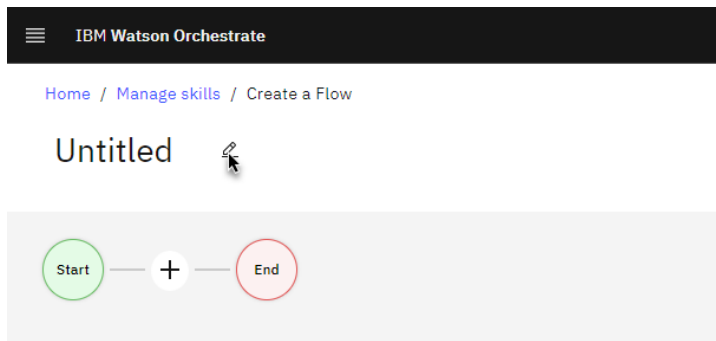 IBM Watson Orchestrate
Home / Manage skills / Create a Flow
Untitled
Start + End